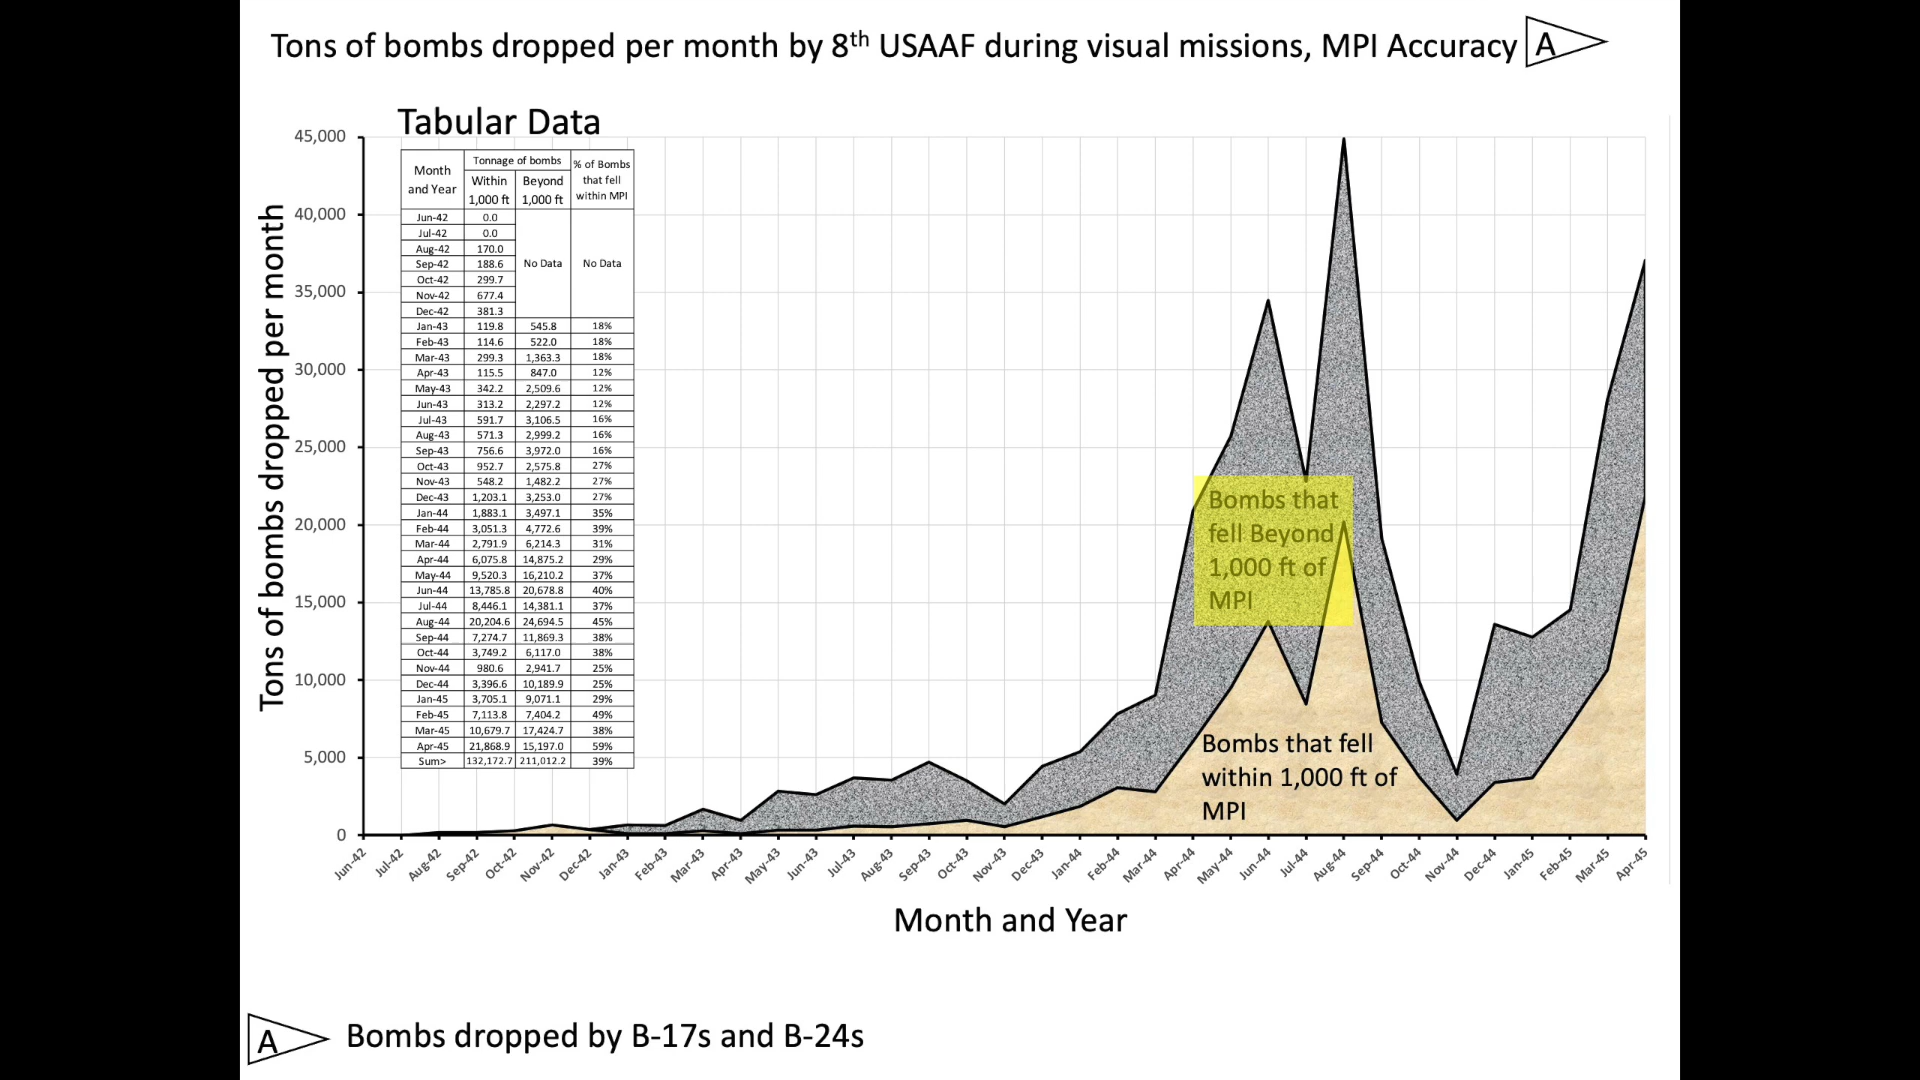 Tons of bombs dropped per month by 8th USAAF during visual missions, MPI Accuracy A
Tabular Data
Month and Year Tonnage of bombs % of Bombs that fell within MPI
Within 1,000 ft Beyond 1,000 ft
Jun-42 0.0
Jul-42 0.0
Aug-42 170.0
Sep-42 188.6 No Data No Data
Oct-42 299.7
Nov-42 677.4
Dec-42 381.3
Jan-43 119.8 545.8 18%
Feb-43 114.6 522.0 18%
Mar-43 299.3 1,363.3 18%
Apr-43 115.5 847.0 12%
May-43 342.2 2,509.6 12%
Jun-43 313.2 2,297.2 12%
Jul-43 591.7 3,106.5 16%
Aug-43 571.3 2,999.2 16%
Sep-43 756.6 3,972.0 16%
Oct-43 952.7 2,575.8 27%
Nov-43 548.2 1,482.2 27%
Dec-43 1,203.1 3,253.0 27%
Jan-44 1,883.1 3,497.1 35%
Feb-44 3,051.3 4,772.6 39%
Mar-44 2,791.9 6,214.3 31%
Apr-44 6,075.8 14,875.2 29%
May-44 9,520.3 16,210.2 37%
Jun-44 13,785.8 20,678.8 40%
Jul-44 8,446.1 14,381.1 37%
Aug-44 20,204.6 24,694.5 45%
Sep-44 7,274.7 11,869.3 38%
Oct-44 3,749.2 6,117.0 38%
Nov-44 980.6 2,941.7 25%
Dec-44 3,396.6 10,189.9 25%
Jan-45 3,705.1 9,071.1 29%
Feb-45 7,113.8 7,404.2 49%
Mar-45 10,679.7 17,424.7 38%
Apr-45 21,868.9 15,197.0 59%
Sum> 132,172.7 211,012.2 39%
Tons of bombs dropped per month
45,000
40,000
35,000
30,000
25,000
20,000
15,000
10,000
5,000
0
Bombs that
fell Beyond
1,000 ft of
MPI
Bombs that fell
within 1,000 ft of
MPI
Jun-42 Jul-42 Aug-42 Sep-42 Oct-42 Nov-42 Dec-42 Jan-43 Feb-43 Mar-43 Apr-43 May-43 Jun-43 Jul-43 Aug-43 Sep-43 Oct-43 Nov-43 Dec-43 Jan-44 Feb-44 Mar-44 Apr-44 May-44 Jun-44 Jul-44 Aug-44 Sep-44 Oct-44 Nov-44 Dec-44 Jan-45 Feb-45 Mar-45 Apr-45
Month and Year
A Bombs dropped by B-17s and B-24s